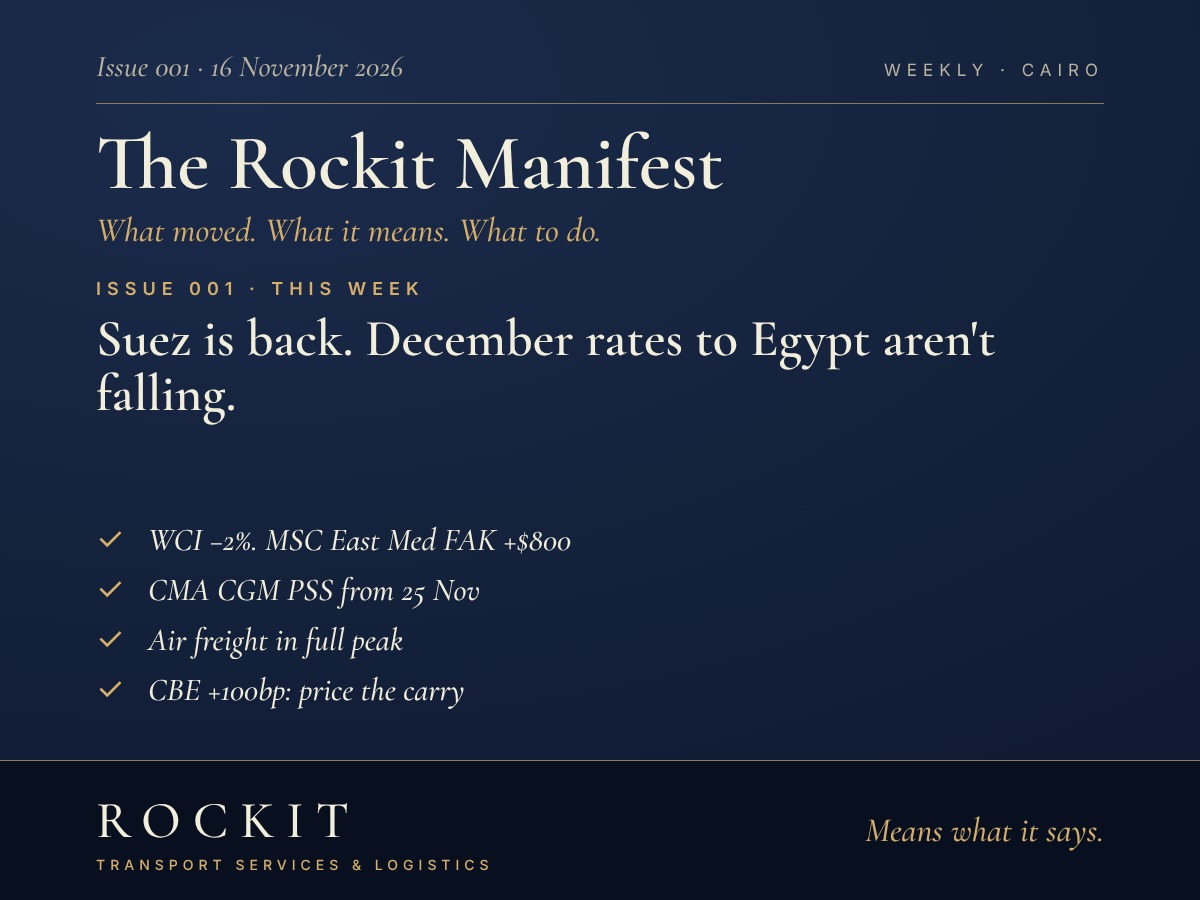 Issue 001 · 16 November 2026
WEEKLY · CAIRO
The Rockit Manifest
What moved. What it means. What to do.
ISSUE 001 · THIS WEEK
Suez is back. December rates to Egypt aren't
falling.
WCI −2%. MSC East Med FAK +$800
CMA CGM PSS from 25 Nov
Air freight in full peak
CBE +100bp: price the carry
ROCKIT
TRANSPORT SERVICES & LOGISTICS
Means what it says.